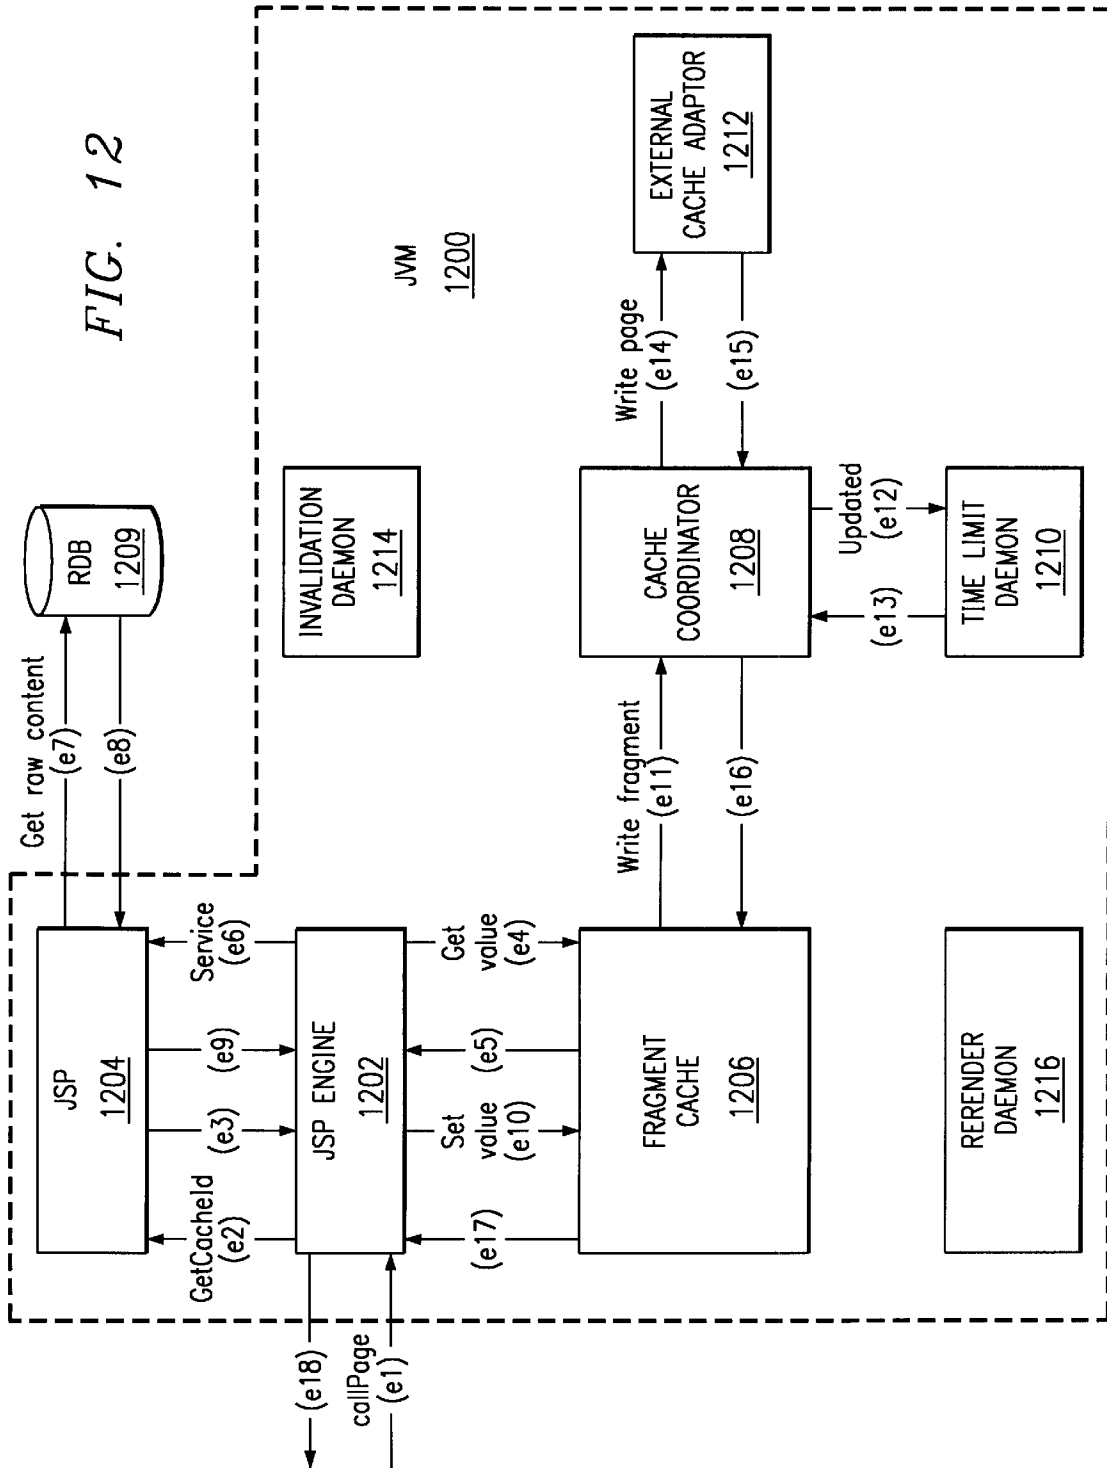 FIG. 12
Get raw content
(e7)
(e8)
RDB
1209
JSP
1204
GetCacheId
(e2)
(e3)
(e9)
Service
(e6)
(e18)
callPage
(e1)
JSP ENGINE
1202
(e17)
Set
value
(e10)
(e5)
Get
value
(e4)
INVALIDATION
DAEMON
1214
JVM
1200
FRAGMENT
CACHE
1206
Write fragment
(e11)
(e16)
CACHE
COORDINATOR
1208
Write page
(e14)
(e15)
EXTERNAL
CACHE ADAPTOR
1212
(e13)
Updated
(e12)
RERENDER
DAEMON
1216
TIME LIMIT
DAEMON
1210